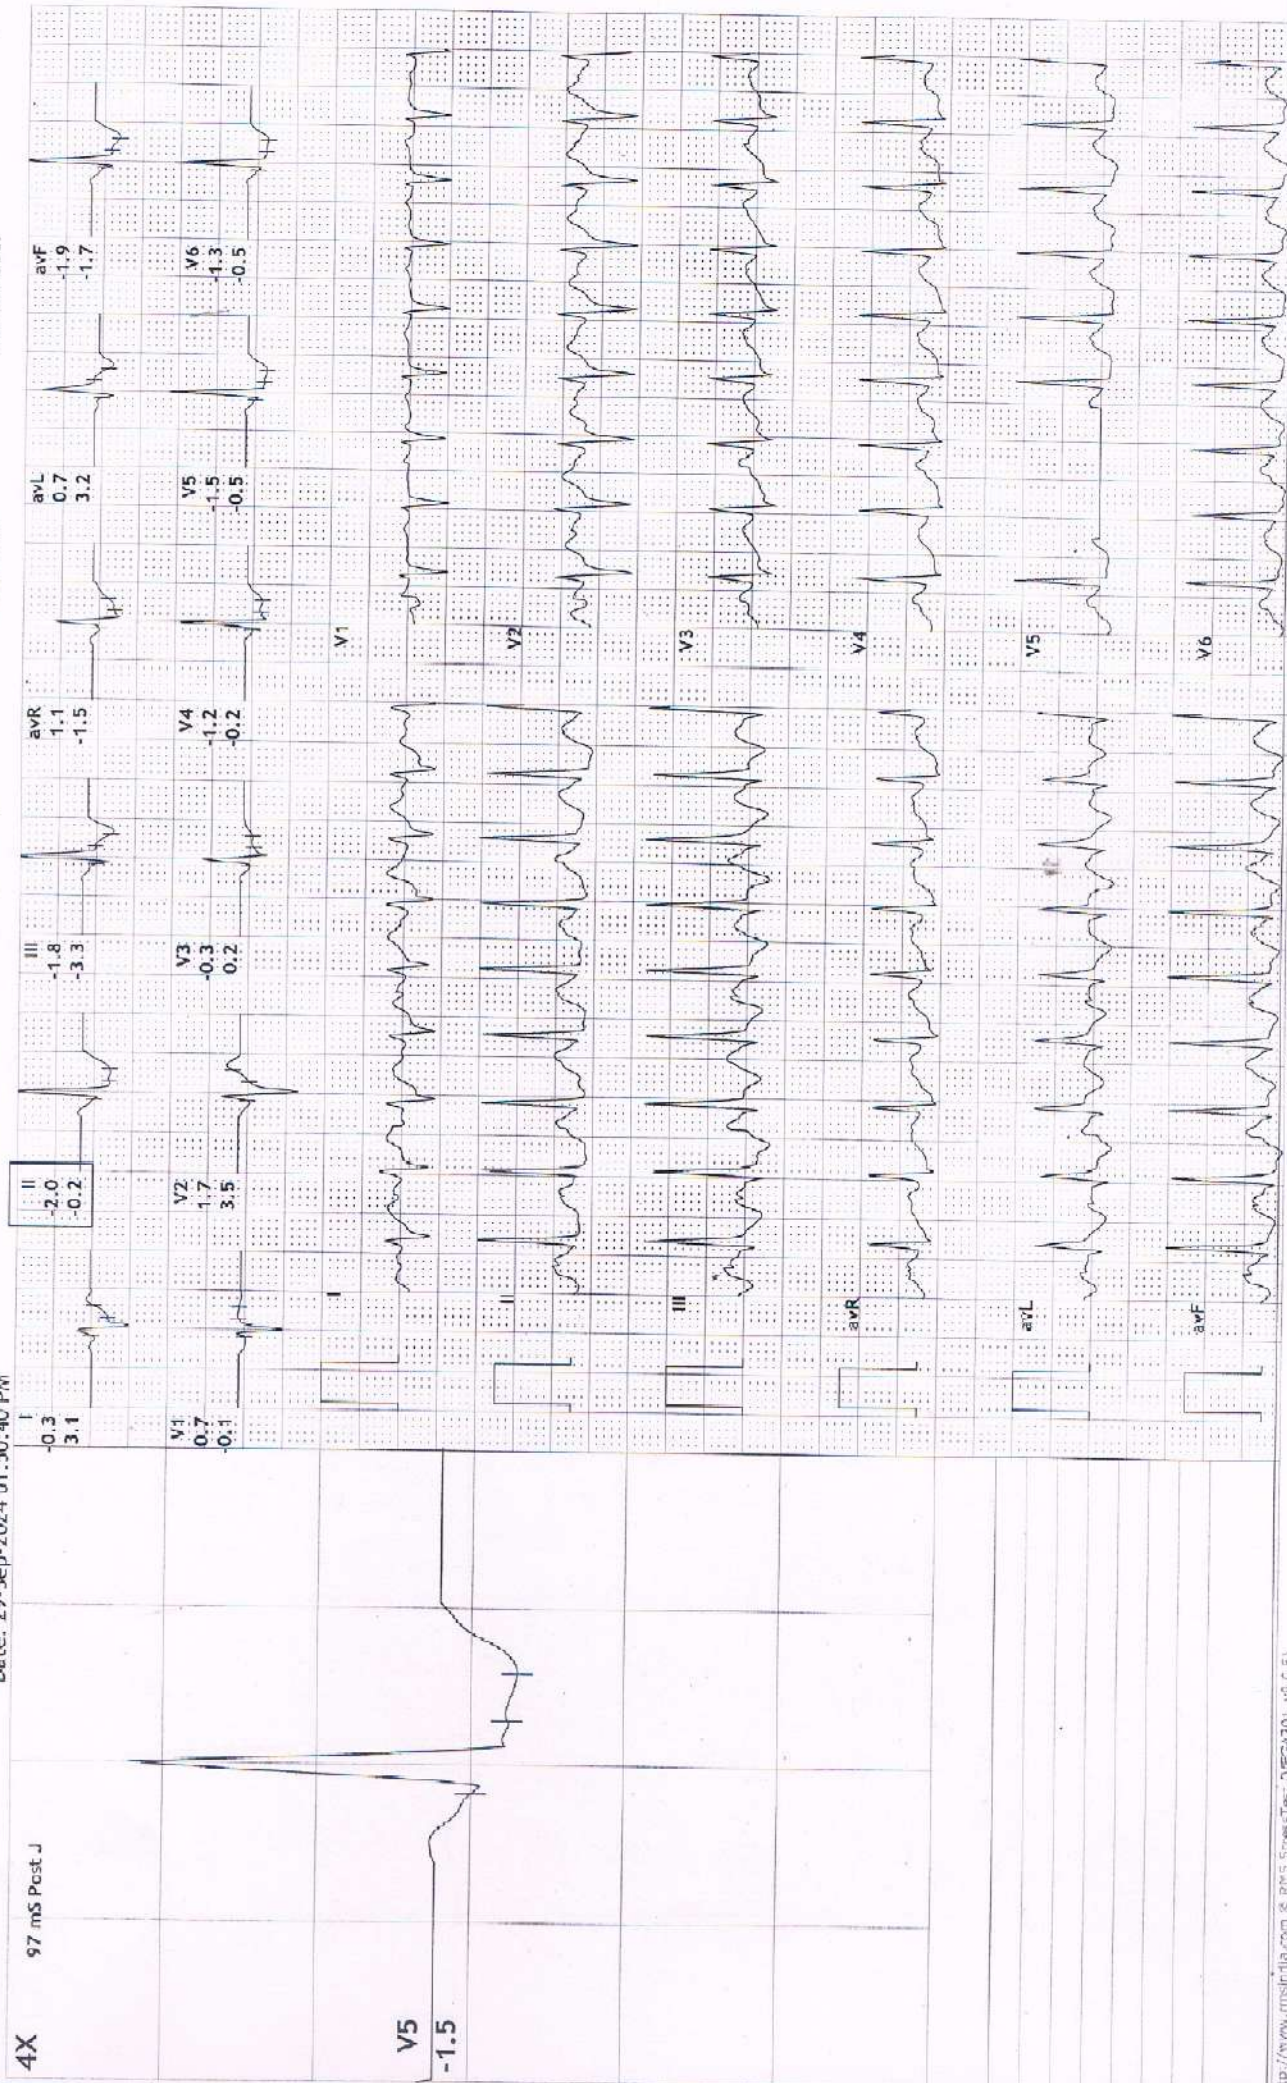 4X
97 mS Post J
V5
-1.5
I
-0.3
3.1
II
-2.0
-0.2
III
-1.8
-3.3
avR
1.1
-1.5
avL
0.7
3.2
avF
-1.9
-1.7
V1
0.7
-0.1
V2
1.7
3.5
V3
-0.3
0.2
V4
-1.2
-0.2
V5
-1.5
-0.5
V6
-1.3
-0.5
I
V1
II
V2
III
V3
avR
V4
avL
V5
avF
V6